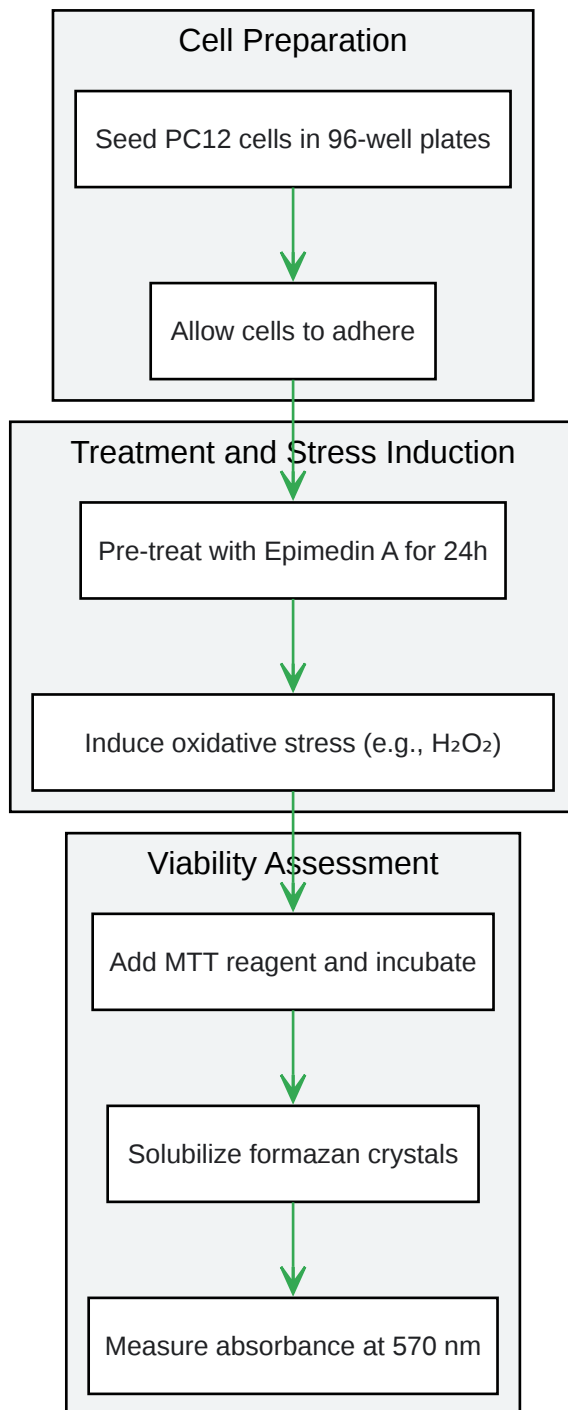 Cell Preparation
Seed PC12 cells in 96-well plates
Allow cells to adhere
Treatment and Stress Induction
Pre-treat with Epimedin A for 24h
Induce oxidative stress (e.g., H₂O₂)
Viability Assessment
Add MTT reagent and incubate
Solubilize formazan crystals
Measure absorbance at 570 nm